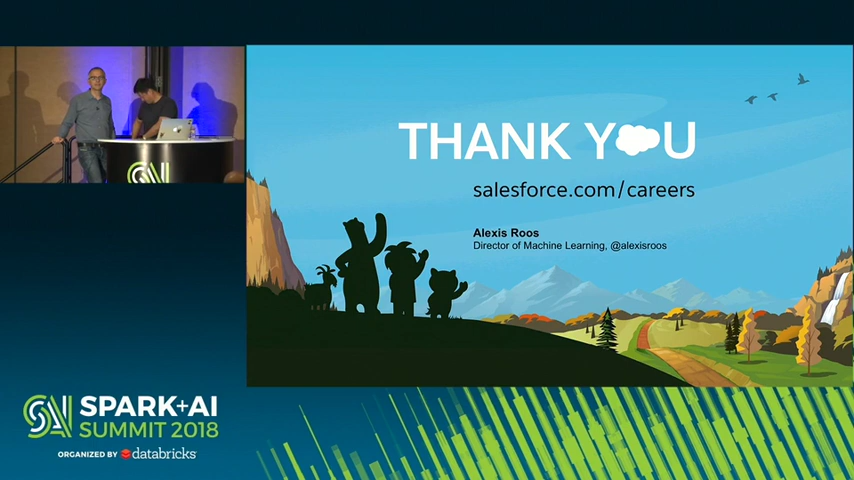 THANK YOU
salesforce.com/careers
Alexis Roos
Director of Machine Learning, @alexisroos
SAI
SPARK+AI
SUMMIT 2018
ORGANIZED BY databricks